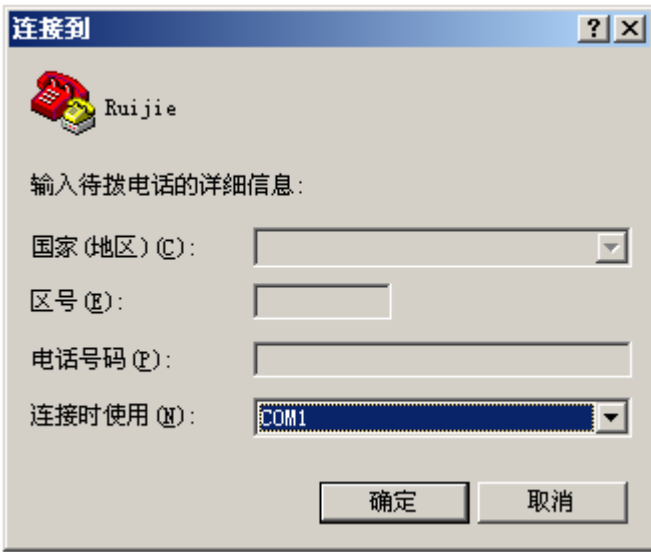 连接到
Ruijie
输入待拨电话的详细信息:
国家(地区)(C):
区号(E):
电话号码(P):
连接时使用(N): COM1
确定 取消